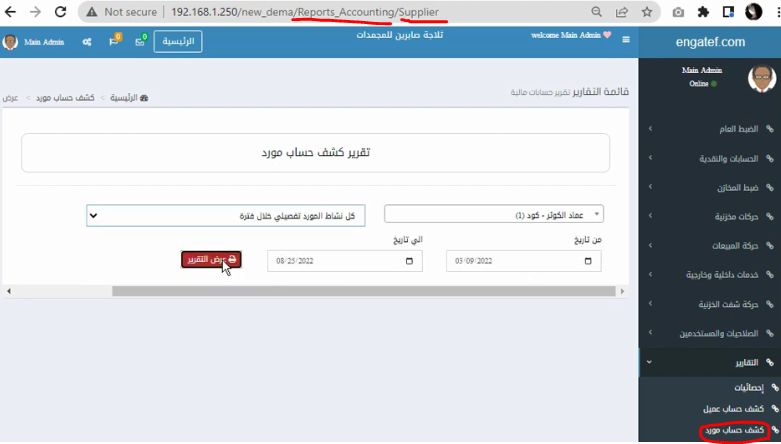 Not secure
192.168.1.250/new_dema/Reports_Accounting/Supplier
engatef.com
welcome Main Admin
ثلاجة صابرين للمجمدات
الرئيسية
0
0
Main Admin
Main Admin
Online
قائمة التقارير تقرير حسابات مالية
الرئيسية > كشف حساب مورد > عرض
تقرير كشف حساب مورد
عماد الكوثر - كود (1)
كل نشاط المورد تفصيلي خلال فترة
من تاريخ
الي تاريخ
03/09/2022
08/25/2022
عرض التقرير
الضبط العام
الحسابات والنقدية
ضبط المخازن
حركات مخزنية
حركة المبيعات
خدمات داخلية وخارجية
حركة شفت الخزنية
الصلاحيات والمستخدمين
التقارير
إحصائيات
كشف حساب عميل
كشف حساب مورد